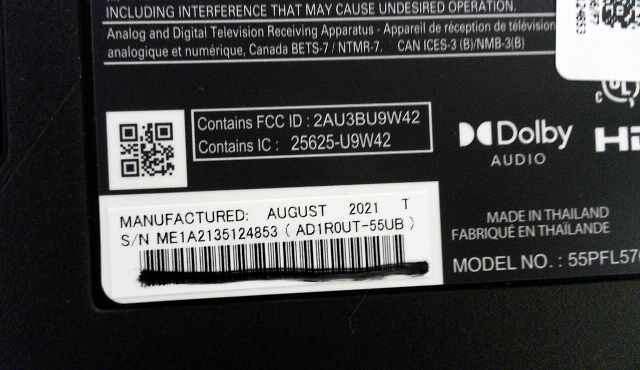 INCLUDING INTERFERENCE THAT MAY CAUSE UNDESIRED OPERATION.
Analog and Digital Television Receiving Apparatus - Appareil de réception de télévision
analogique et numérique, Canada BETS-7 / NTMR-7. CAN ICES-3 (B)/NMB-3(B)
Contains FCC ID : 2AU3BU9W42
Contains IC : 25625-U9W42
Dolby
AUDIO
MANUFACTURED: AUGUST 2021 T
S/N ME1A2135124853 ( AD1R0UT-55UB )
MADE IN THAILAND
FABRIQUÉ EN THAÏLANDE
MODEL NO. : 55PFL570